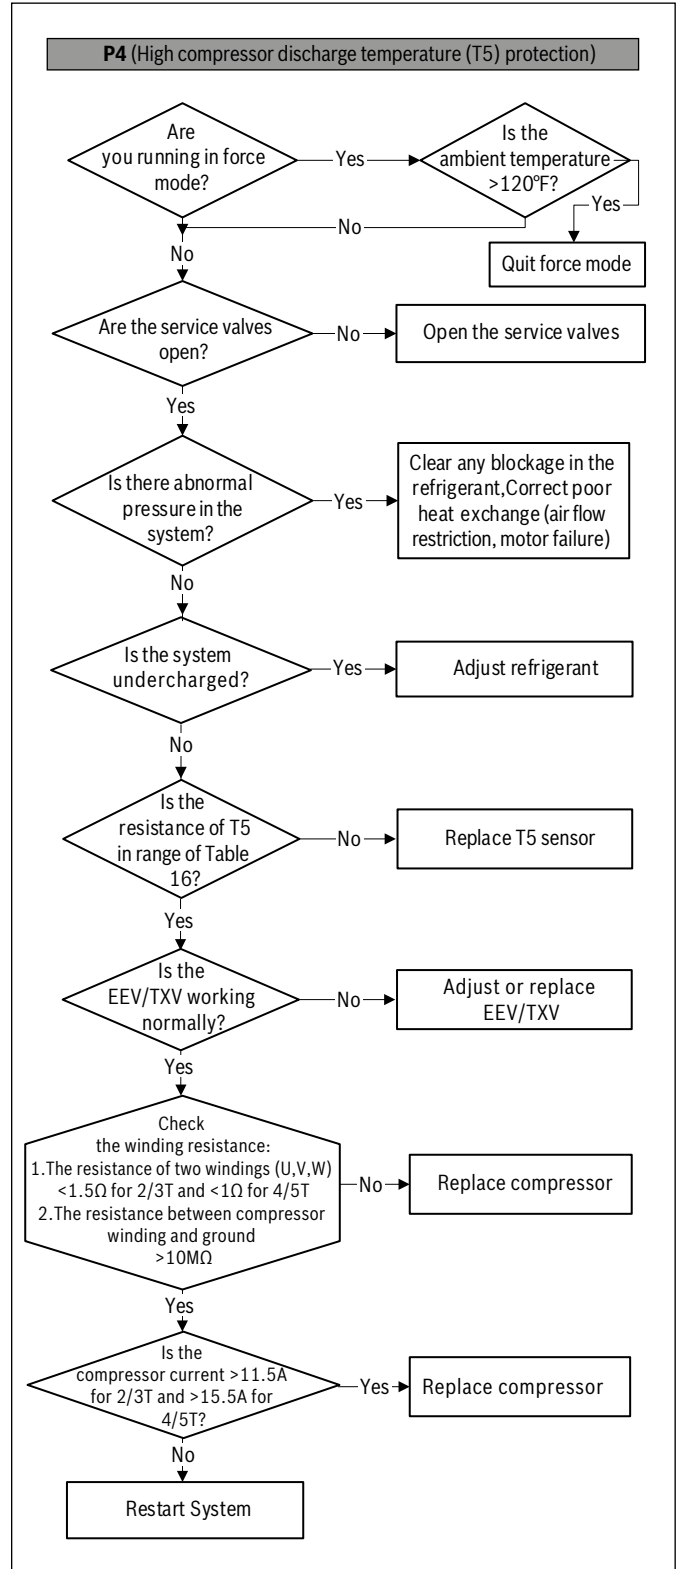 P4 (High compressor discharge temperature (T5) protection)
Are
you running in force
mode?
Yes
Is the
ambient temperature
>120°F?
Yes
No
No
Quit force mode
Are the service valves
open?
No
Open the service valves
Yes
Is there abnormal
pressure in the
system?
Yes
Clear any blockage in the
refrigerant,Correct poor
heat exchange (air flow
restriction, motor failure)
No
Is the system
undercharged?
Yes
Adjust refrigerant
No
Is the
resistance of T5
in range of Table
16?
No
Replace T5 sensor
Yes
Is the
EEV/TXV working
normally?
No
Adjust or replace
EEV/TXV
Yes
Check
the winding resistance:
1.The resistance of two windings (U,V,W)
<1.5Ω for 2/3T and <1Ω for 4/5T
2.The resistance between compressor
winding and ground
>10MΩ
No
Replace compressor
Yes
Is the
compressor current >11.5A
for 2/3T and >15.5A for
4/5T?
Yes
Replace compressor
No
Restart System